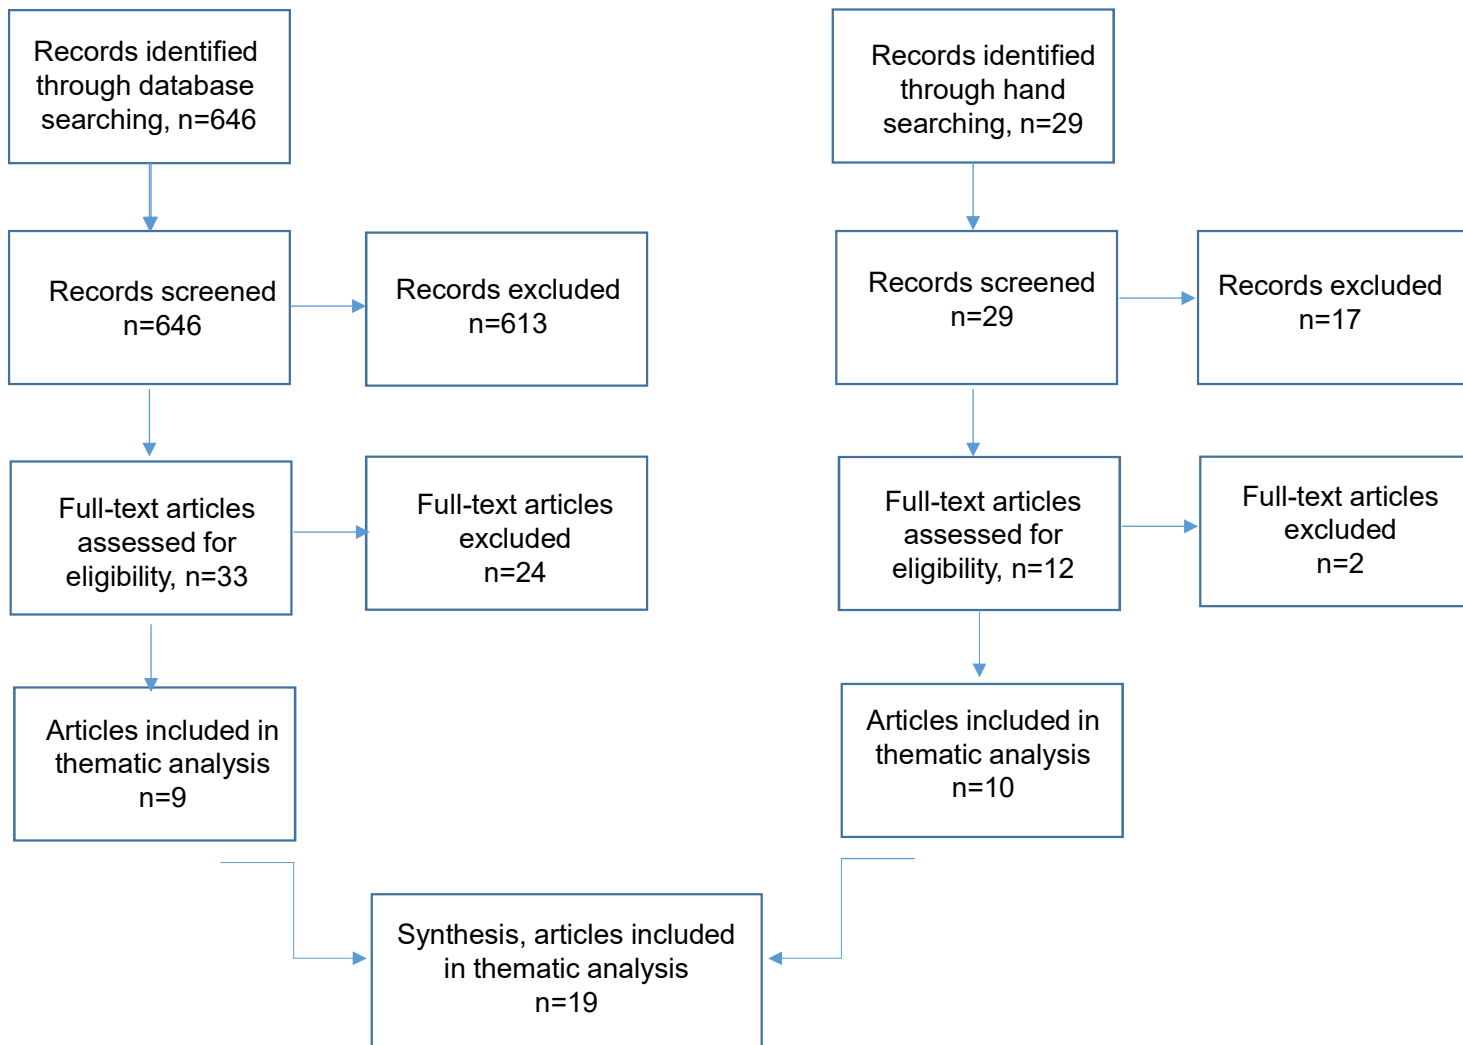 Records identified
through database
searching, n=646
Records identified
through hand
searching, n=29
Records screened
n=646
Records excluded
n=613
Records screened
n=29
Records excluded
n=17
Full-text articles
assessed for
eligibility, n=33
Full-text articles
excluded
n=24
Full-text articles
assessed for
eligibility, n=12
Full-text articles
excluded
n=2
Articles included in
thematic analysis
n=9
Articles included in
thematic analysis
n=10
Synthesis, articles included
in thematic analysis
n=19